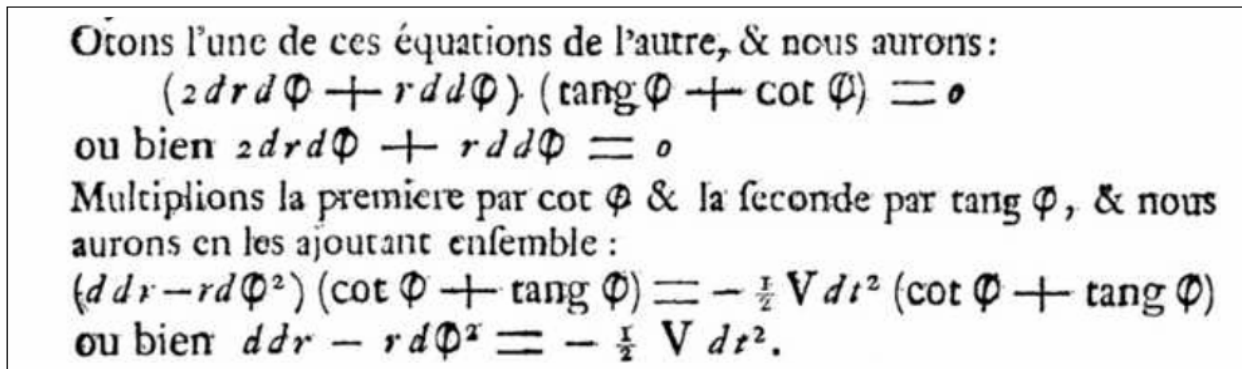 Otons l'une de ces équations de l'autre, & nous aurons:
(2drdφ + rddφ) (tang φ + cot φ) = 0
ou bien 2drdφ + rddφ = 0
Multiplions la premiere par cot φ & la ſeconde par tang φ, & nous
aurons en les ajoutant enſemble :
(ddr – rdφ²) (cot φ + tang φ) = – ½ V dt² (cot φ + tang φ)
ou bien ddr – rdφ² = – ½ V dt².